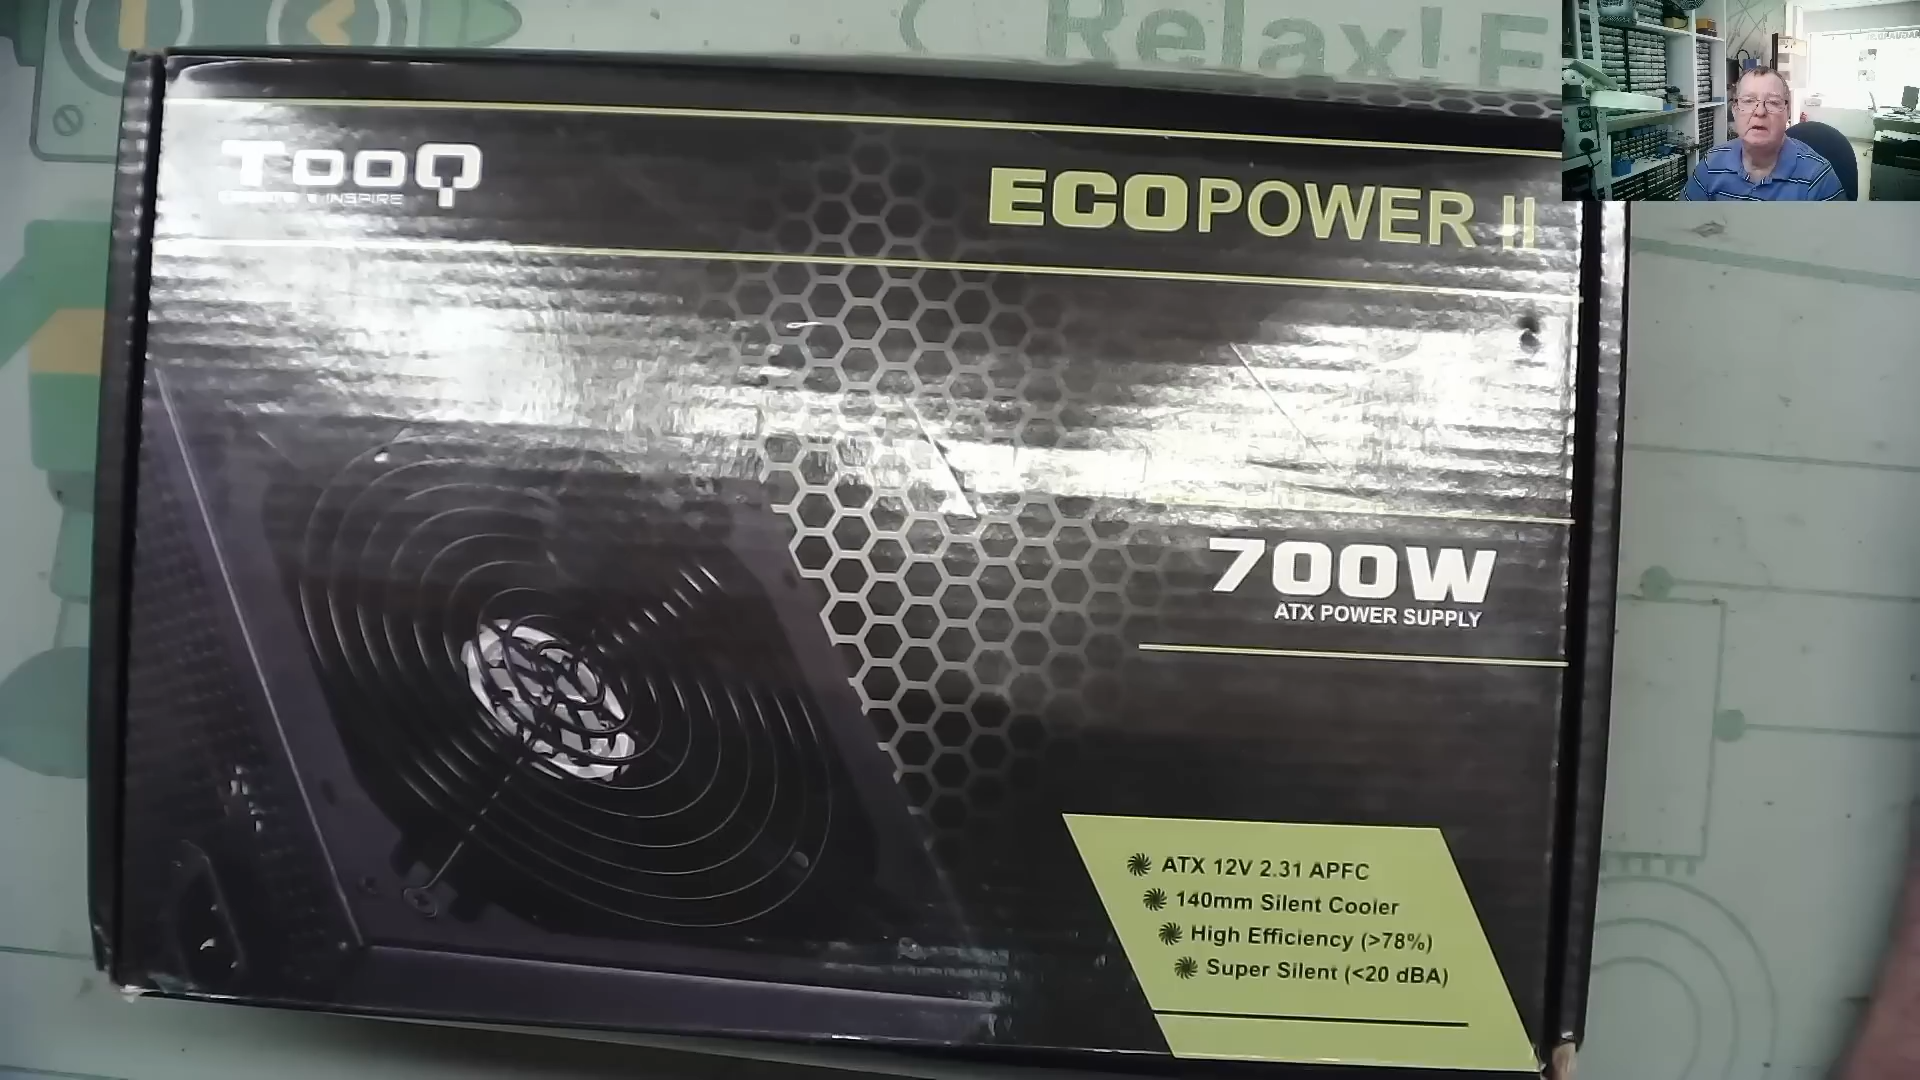 Relax! E
TooQ
INSPIRE
ECOPOWER II
700W
ATX POWER SUPPLY
ATX 12V 2.31 APFC
140mm Silent Cooler
High Efficiency (>78%)
Super Silent (<20 dBA)